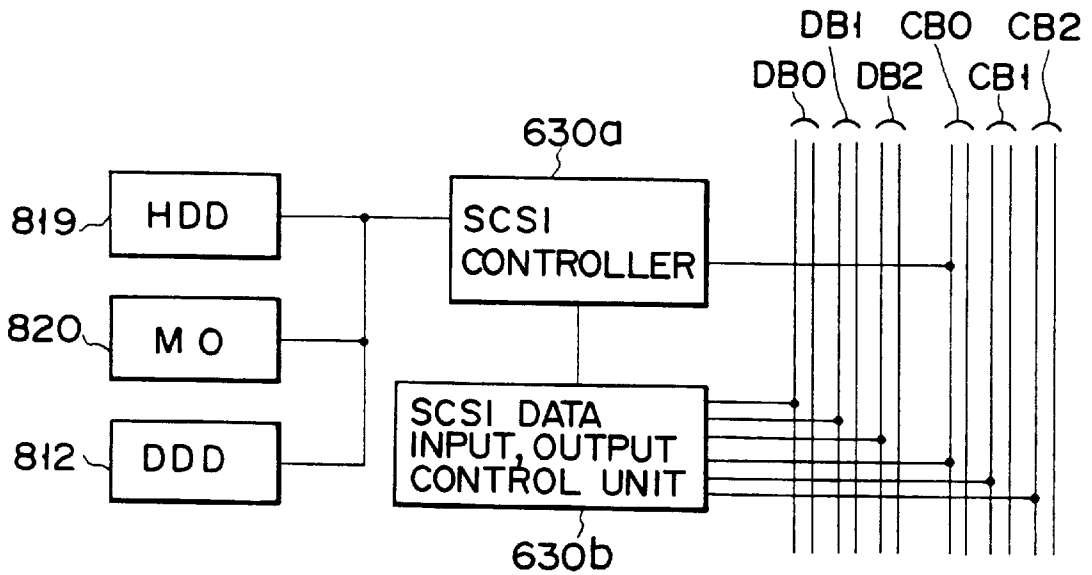 DB1 CB0 CB2
DB0 DB2 CB1
630a
819 HDD
SCSI
CONTROLLER
820 MO
SCSI DATA
INPUT, OUTPUT
CONTROL UNIT
812 DDD
630b